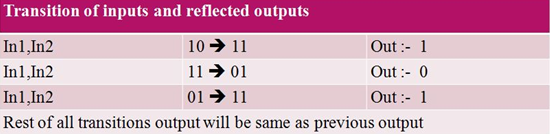 Transition of inputs and reflected outputs
In1,In2 10 ➔ 11 Out :- 1
In1,In2 11 ➔ 01 Out :- 0
In1,In2 01 ➔ 11 Out :- 1
Rest of all transitions output will be same as previous output